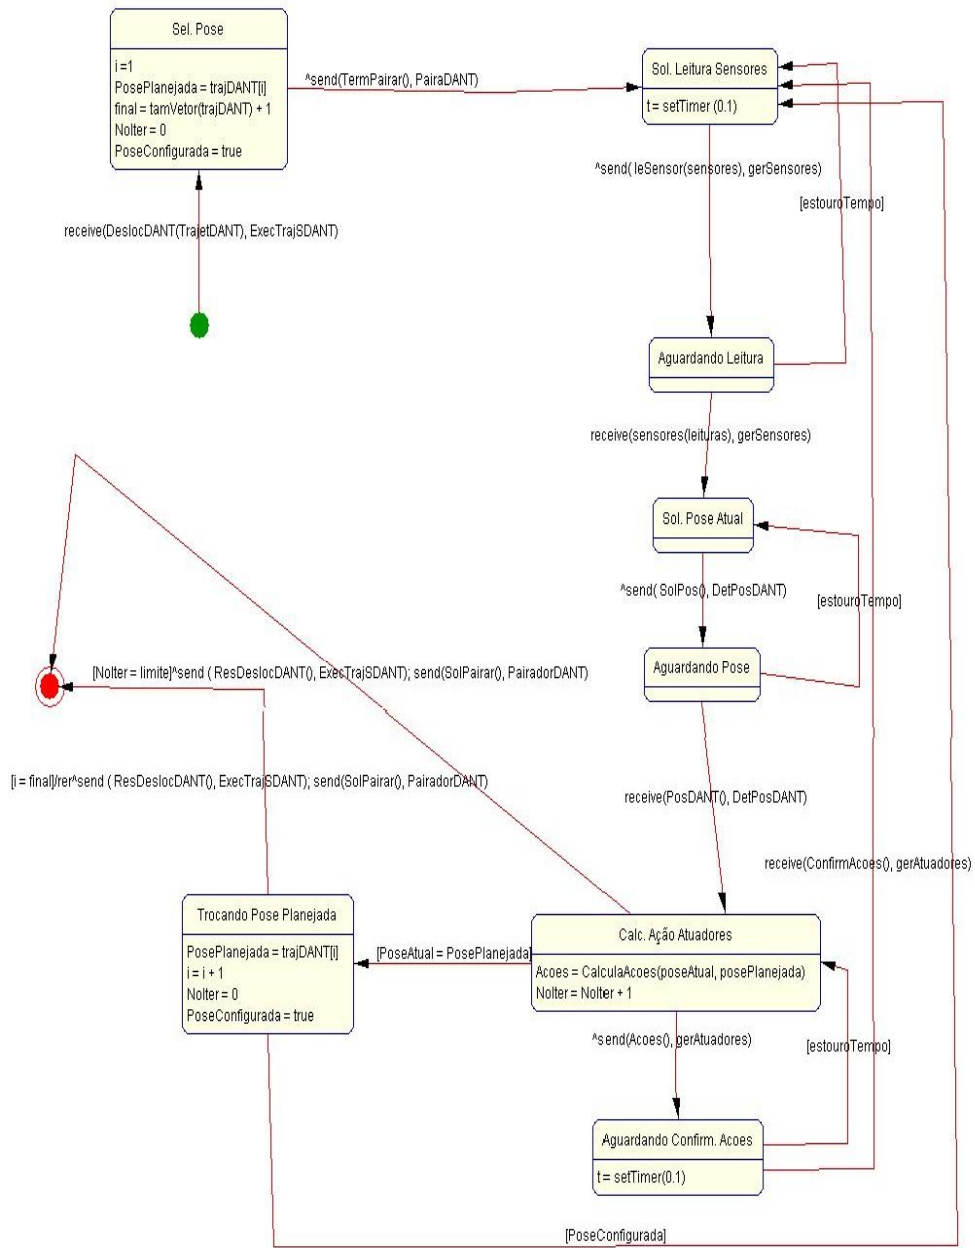 Sel. Pose
i =1
PosePlanejada = trajDANT[i]
final = tamVetor(trajDANT) + 1
NoIter = 0
PoseConfigurada = true
^send(TermPairar(), PairaDANT)
Sol. Leitura Sensores
t = setTimer (0.1)
^send( leSensor(sensores), gerSensores)
[estouroTempo]
receive(DeslocDANT(TrajetDANT), ExecTrajSDANT)
Aguardando Leitura
receive(sensores(leituras), gerSensores)
Sol. Pose Atual
^send( SolPos(), DetPosDANT)
[estouroTempo]
Aguardando Pose
[NoIter = limite]^send ( ResDeslocDANT(), ExecTrajSDANT); send(SolPairar(), PairadorDANT)
[i = final]/rer^send ( ResDeslocDANT(), ExecTrajSDANT); send(SolPairar(), PairadorDANT)
receive(PosDANT(), DetPosDANT)
receive(ConfirmAcoes(), gerAtuadores)
Trocando Pose Planejada
PosePlanejada = trajDANT[i]
i = i + 1
NoIter = 0
PoseConfigurada = true
[PoseAtual = PosePlanejada]
Calc. Ação Atuadores
Acoes = CalculaAcoes(poseAtual, posePlanejada)
NoIter = NoIter + 1
^send(Acoes(), gerAtuadores)
[estouroTempo]
Aguardando Confirm. Acoes
t = setTimer(0.1)
[PoseConfigurada]